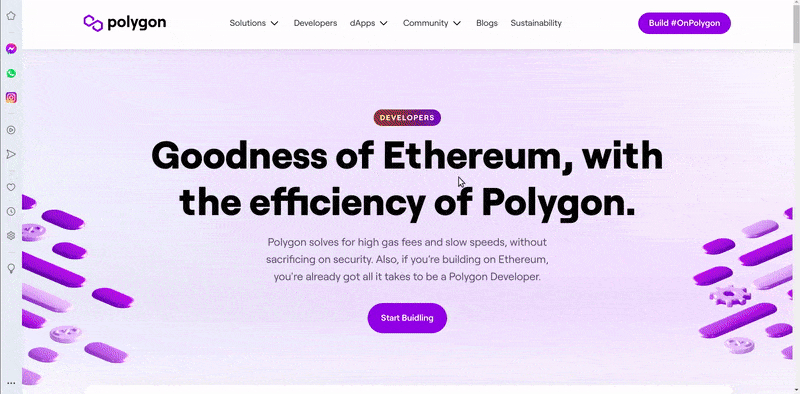 polygon
Solutions
Developers
dApps
Community
Blogs
Sustainability
Build #OnPolygon
DEVELOPERS
Goodness of Ethereum, with
the efficiency of Polygon.
Polygon solves for high gas fees and slow speeds, without
sacrificing on security. Also, if you're building on Ethereum,
you're already got all it takes to be a Polygon Developer.
Start Buidling